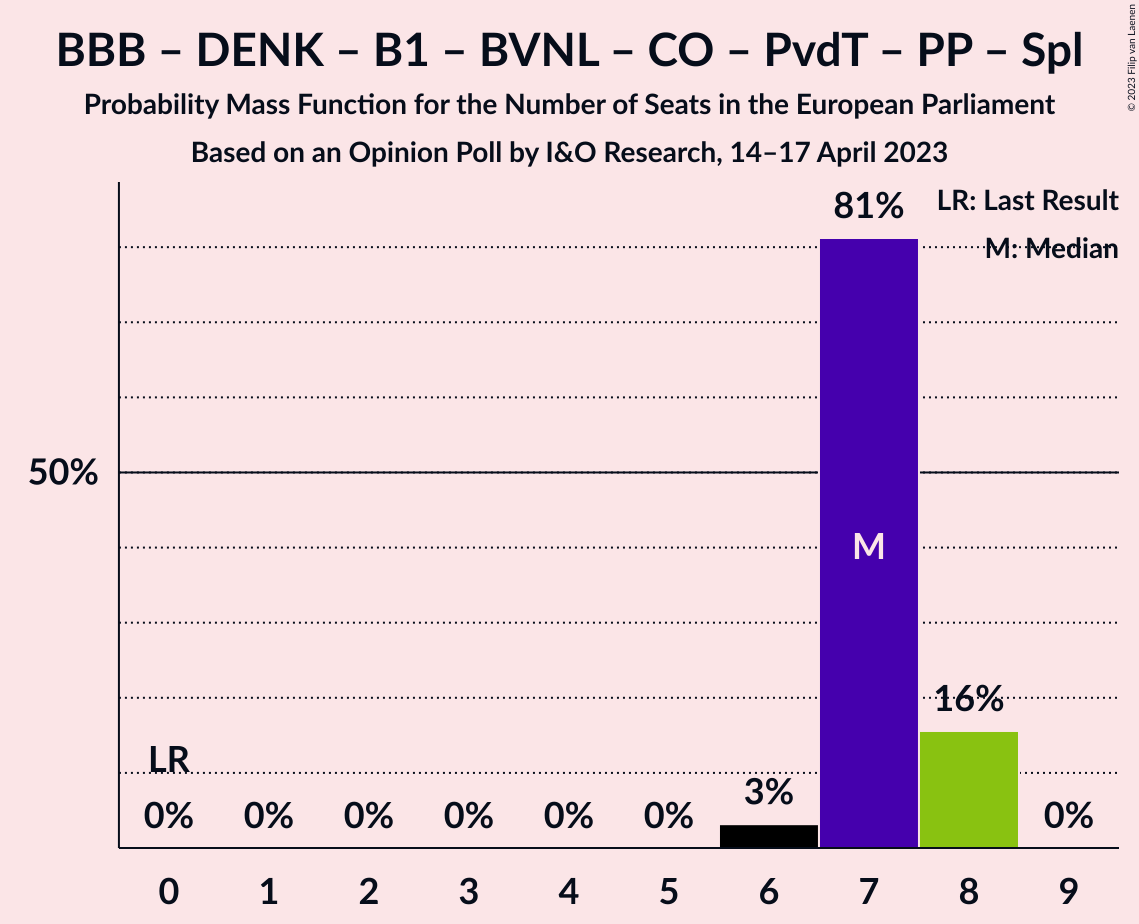 BBB – DENK – B1 – BVNL – CO – PvdT – PP – Spl
Probability Mass Function for the Number of Seats in the European Parliament
Based on an Opinion Poll by I&O Research, 14–17 April 2023
© 2023 Filip van Laenen
81%
LR: Last Result
M: Median
50%
M
16%
LR
3%
0% 0% 0% 0% 0% 0% 0%
0 1 2 3 4 5 6 7 8 9